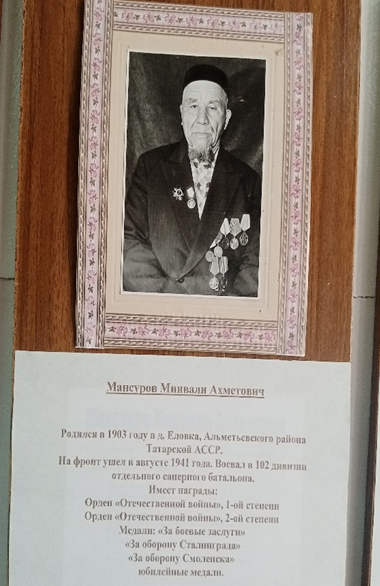 Мансуров Минвали Ахметович
Родился в 1903 году в д. Еловка, Альметьевского района
Татарской АССР.
На фронт ушел в августе 1941 года. Воевал в 102 дивизии
отдельного саперного батальона.
Имеет награды:
Орден «Отечественной войны», 1-ой степени
Орден «Отечественной войны», 2-ой степени
Медали: «За боевые заслуги»
«За оборону Сталинграда»
«За оборону Смоленска»
юбилейные медали.